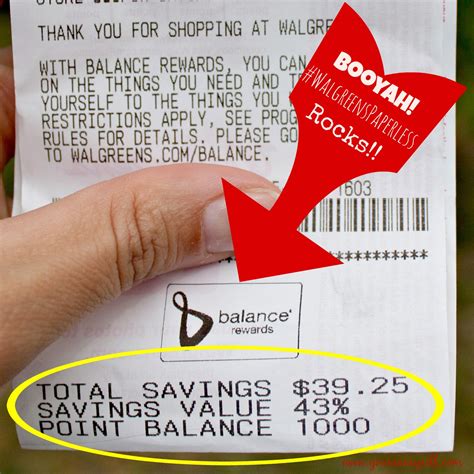 THANK YOU FOR SHOPPING AT WALGR
WITH BALANCE REWARDS, YOU CAN
ON THE THINGS YOU NEED AND T
YOURSELF TO THE THINGS YOU
RESTRICTIONS APPLY, SEE PROG
RULES FOR DETAILS. PLEASE GO
TO WALGREENS.COM/BALANCE.
BOOYAH!
#WALGREENSPAPERLESS
Rocks!!
1603
balance
rewards
TOTAL SAVINGS $39.25
SAVINGS VALUE 43%
POINT BALANCE 1000